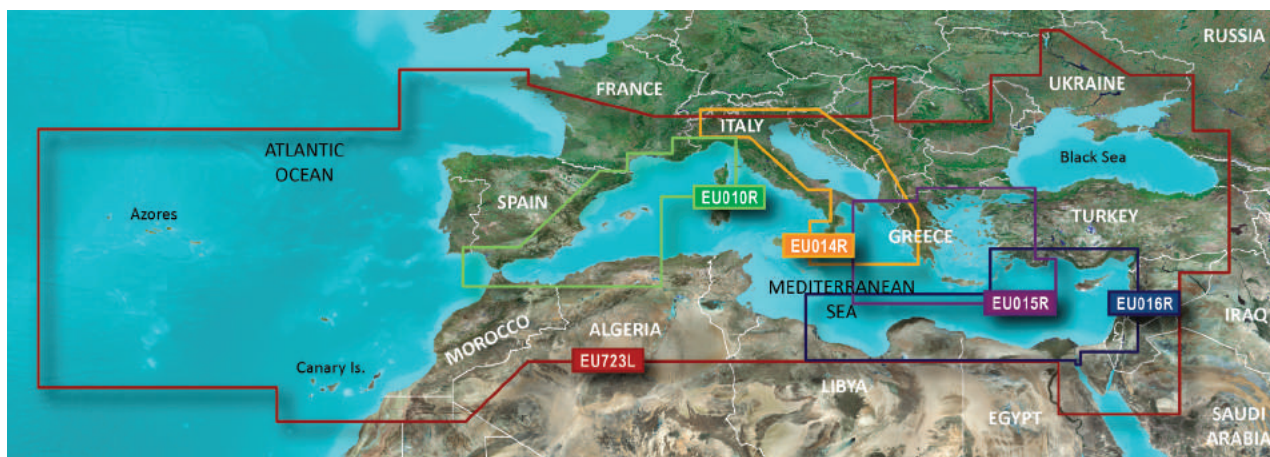 RUSSIA
UKRAINE
FRANCE
ITALY
ATLANTIC
OCEAN
Black Sea
SPAIN
EU010R
Azores
TURKEY
GREECE
EU014R
MEDITERRANEAN
SEA
EU015R
EU016R
IRAQ
MOROCCO
ALGERIA
EU723L
Canary Is.
LIBYA
EGYPT
SAUDI
ARABIA